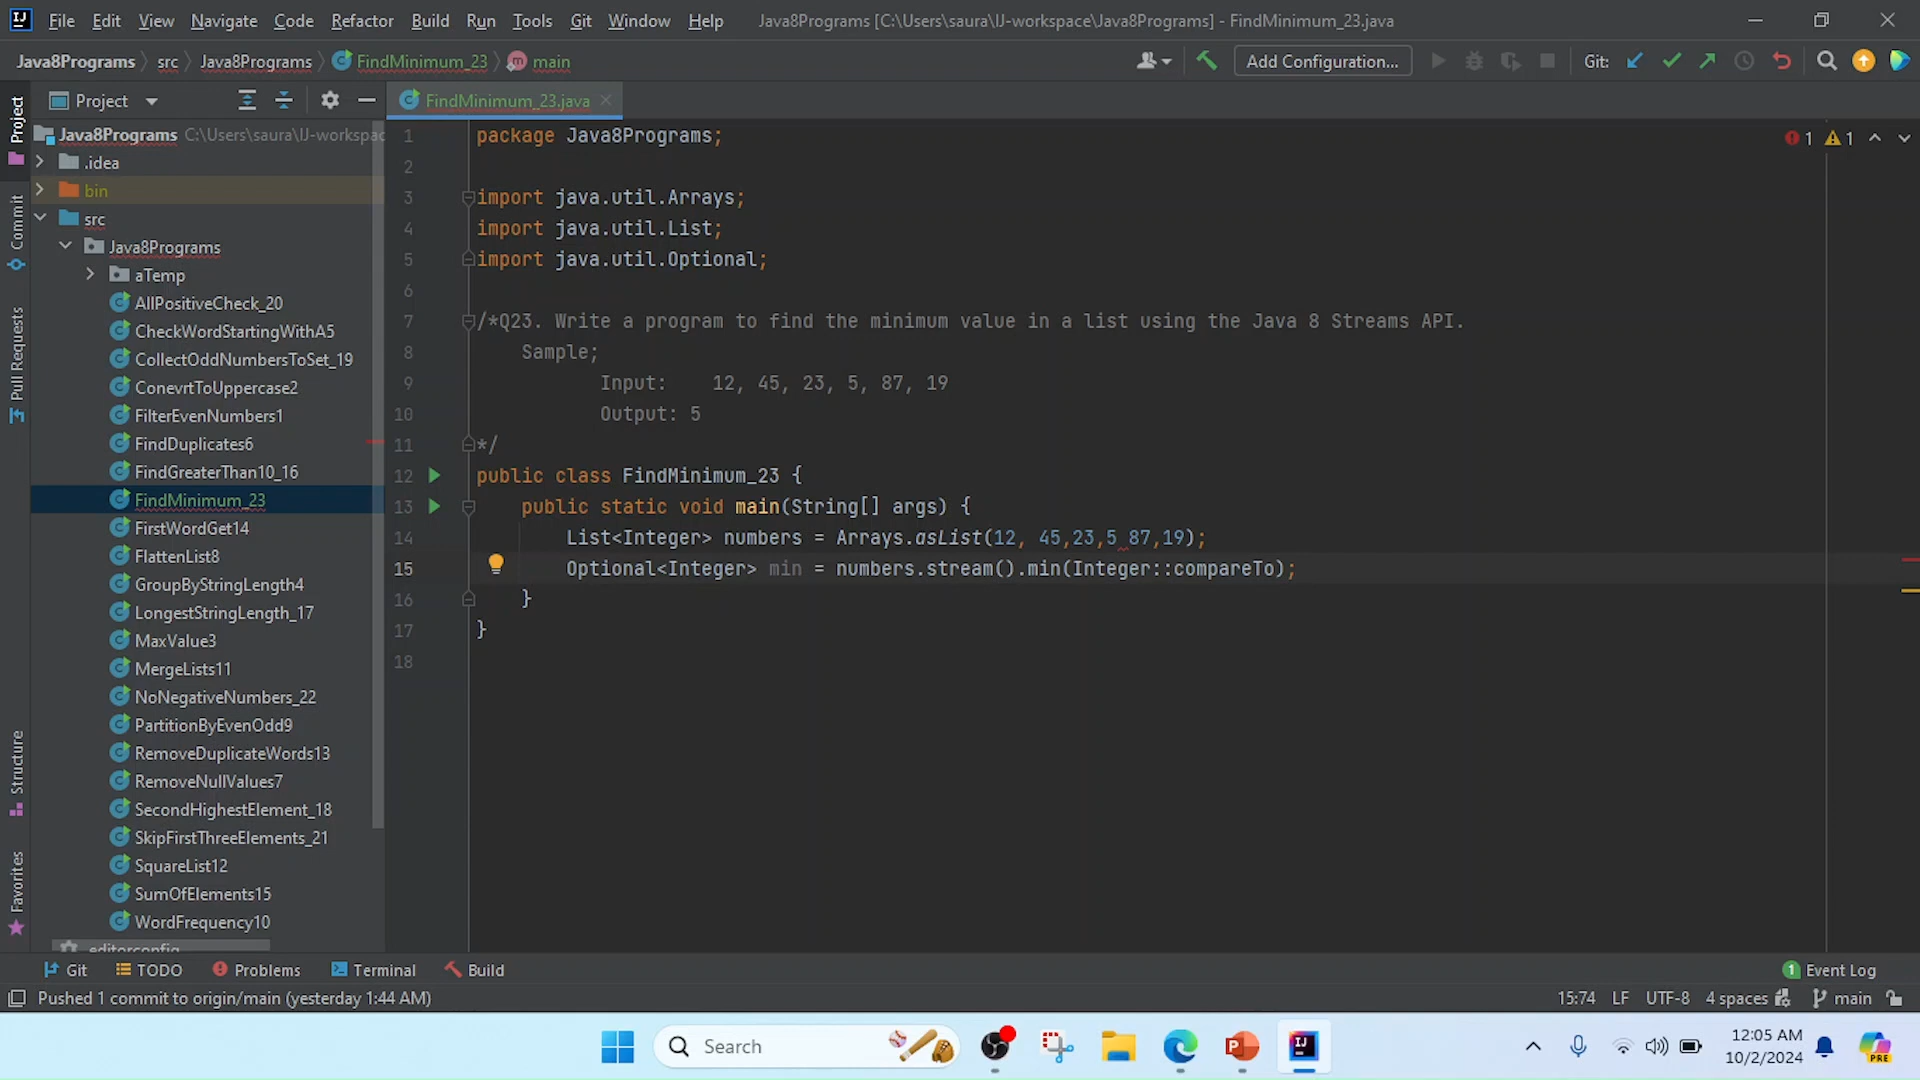 File Edit View Navigate Code Refactor Build Run Tools Git Window Help Java8Programs [C:\Users\saura\IJ-workspace\Java8Programs] - FindMinimum_23.java
Java8Programs src Java8Programs FindMinimum_23 main Add Configuration... Git:
Project FindMinimum_23.java
Java8Programs C:\Users\saura\IJ-workspac
.idea
bin
src
Java8Programs
aTemp
AllPositiveCheck_20
CheckWordStartingWithA5
CollectOddNumbersToSet_19
ConevrtToUppercase2
FilterEvenNumbers1
FindDuplicates6
FindGreaterThan10_16
FindMinimum_23
FirstWordGet14
FlattenList8
GroupByStringLength4
LongestStringLength_17
MaxValue3
MergeLists11
NoNegativeNumbers_22
PartitionByEvenOdd9
RemoveDuplicateWords13
RemoveNullValues7
SecondHighestElement_18
SkipFirstThreeElements_21
SquareList12
SumOfElements15
WordFrequency10
.editorconfig
Project
Commit
Pull Requests
Structure
Favorites
1 package Java8Programs;
2
3 import java.util.Arrays;
4 import java.util.List;
5 import java.util.Optional;
6
7 /*Q23. Write a program to find the minimum value in a list using the Java 8 Streams API.
8 Sample;
9 Input: 12, 45, 23, 5, 87, 19
10 Output: 5
11 */
12 public class FindMinimum_23 {
13 public static void main(String[] args) {
14 List<Integer> numbers = Arrays.asList(12, 45,23,5 87,19);
15 Optional<Integer> min = numbers.stream().min(Integer::compareTo);
16 }
17 }
18
1 1
Git TODO Problems Terminal Build 1 Event Log
Pushed 1 commit to origin/main (yesterday 1:44 AM) 15:74 LF UTF-8 4 spaces main
Search
12:05 AM
10/2/2024
PRE